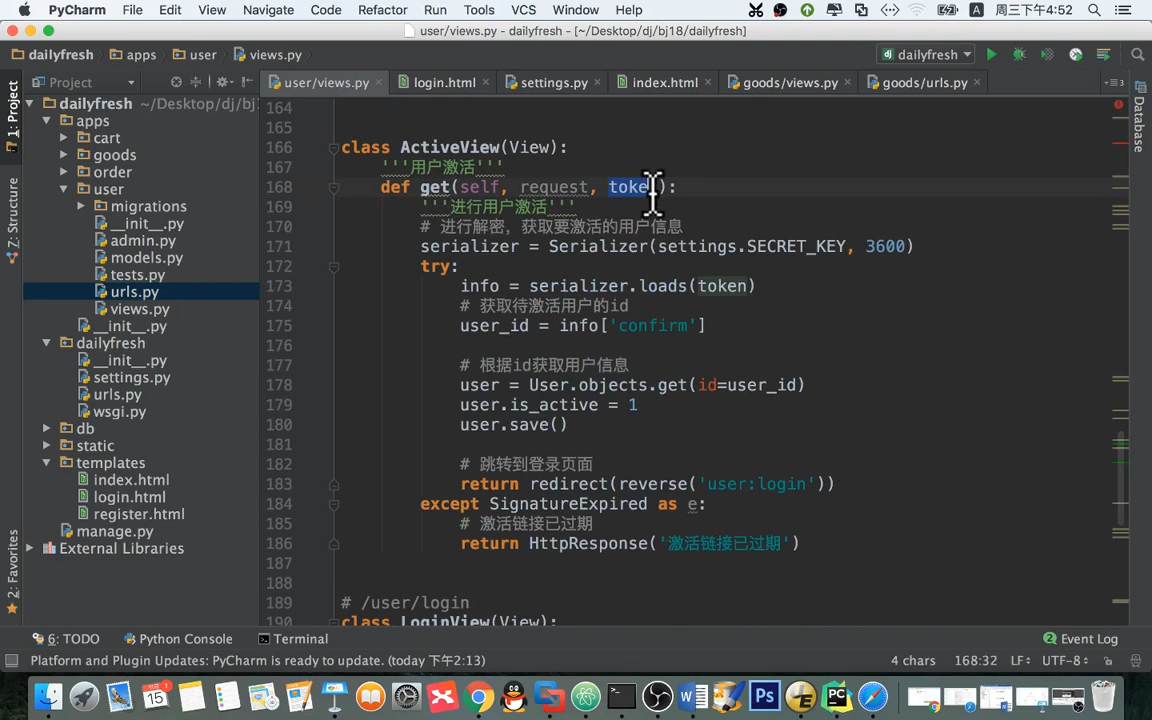 PyCharm File Edit View Navigate Code Refactor Run Tools VCS Window Help 周三下午4:52
user/views.py - dailyfresh - [~/Desktop/dj/bj18/dailyfresh]
dailyfresh apps user views.py dailyfresh
Project user/views.py login.html settings.py index.html goods/views.py goods/urls.py
1: Project
7: Structure
2: Favorites
Database
dailyfresh ~/Desktop/dj/bj1
apps
cart
goods
order
user
migrations
__init__.py
admin.py
models.py
tests.py
urls.py
views.py
__init__.py
dailyfresh
__init__.py
settings.py
urls.py
wsgi.py
db
static
templates
index.html
login.html
register.html
manage.py
External Libraries
164
165
166 class ActiveView(View):
167 '''用户激活'''
168 def get(self, request, toke):
169 '''进行用户激活'''
170 # 进行解密，获取要激活的用户信息
171 serializer = Serializer(settings.SECRET_KEY, 3600)
172 try:
173 info = serializer.loads(token)
174 # 获取待激活用户的id
175 user_id = info['confirm']
176
177 # 根据id获取用户信息
178 user = User.objects.get(id=user_id)
179 user.is_active = 1
180 user.save()
181
182 # 跳转到登录页面
183 return redirect(reverse('user:login'))
184 except SignatureExpired as e:
185 # 激活链接已过期
186 return HttpResponse('激活链接已过期')
187
188
189 # /user/login
190 class LoginView(View):
6: TODO Python Console Terminal Event Log
Platform and Plugin Updates: PyCharm is ready to update. (today 下午2:13) 4 chars 168:32 LF UTF-8